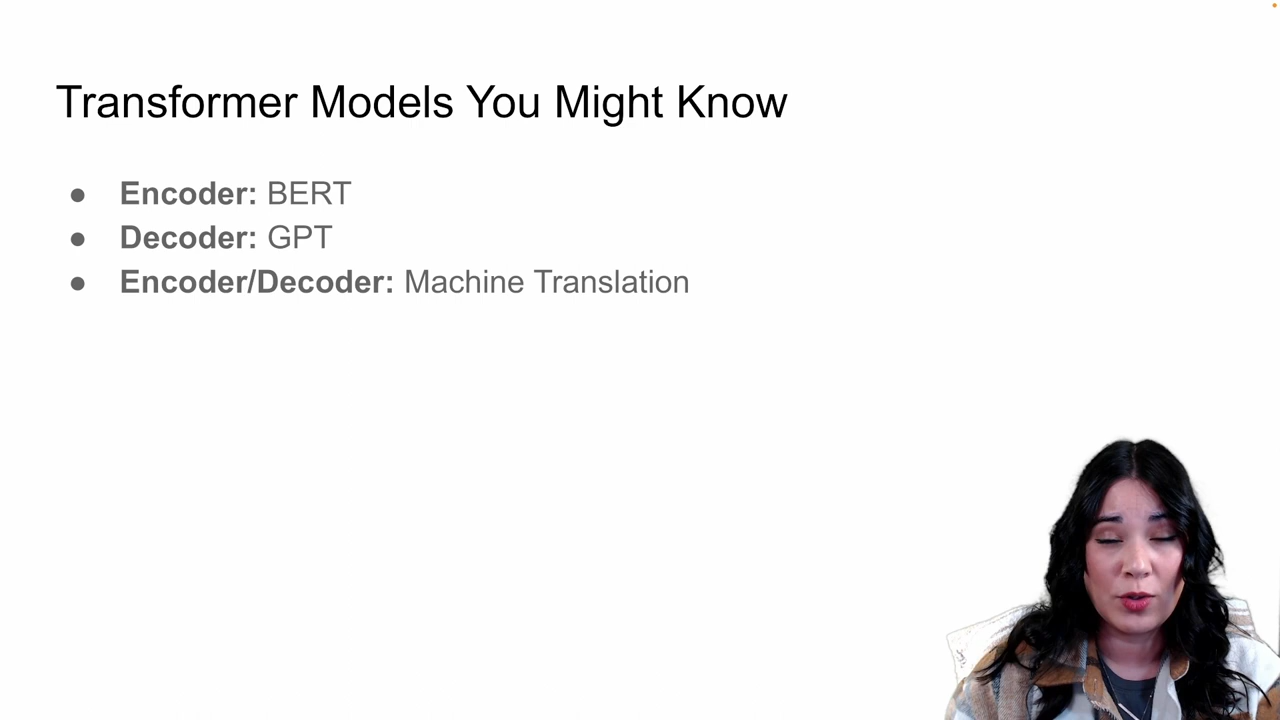 Transformer Models You Might Know
● Encoder: BERT
● Decoder: GPT
● Encoder/Decoder: Machine Translation